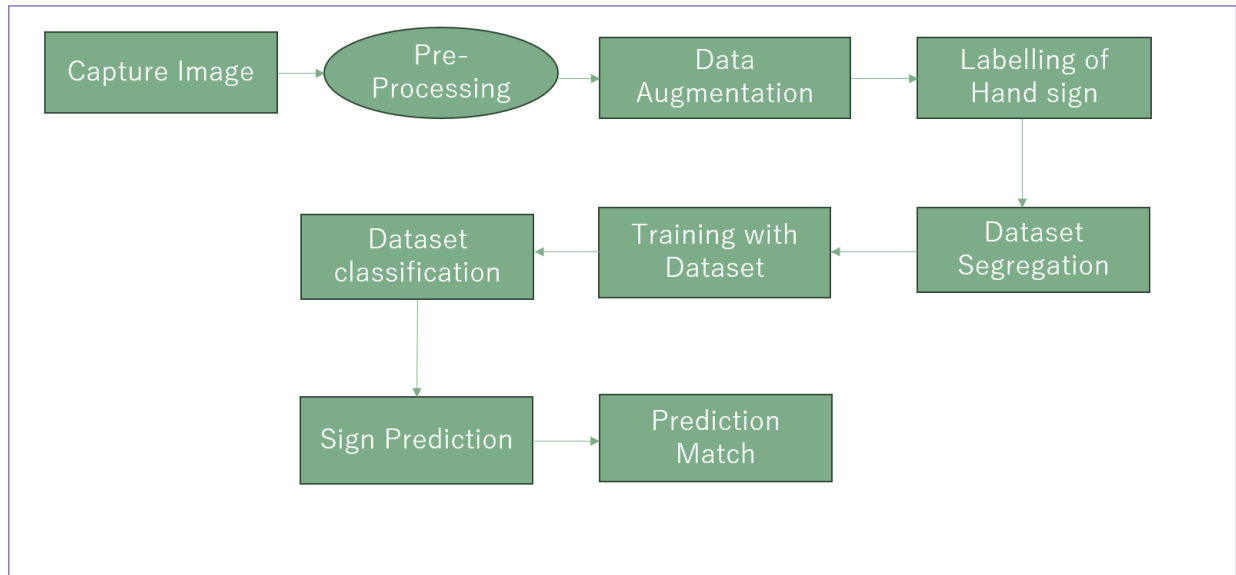 Capture Image
Pre-
Processing
Data
Augmentation
Labelling of
Hand sign
Dataset
Segregation
Training with
Dataset
Dataset
classification
Sign Prediction
Prediction
Match